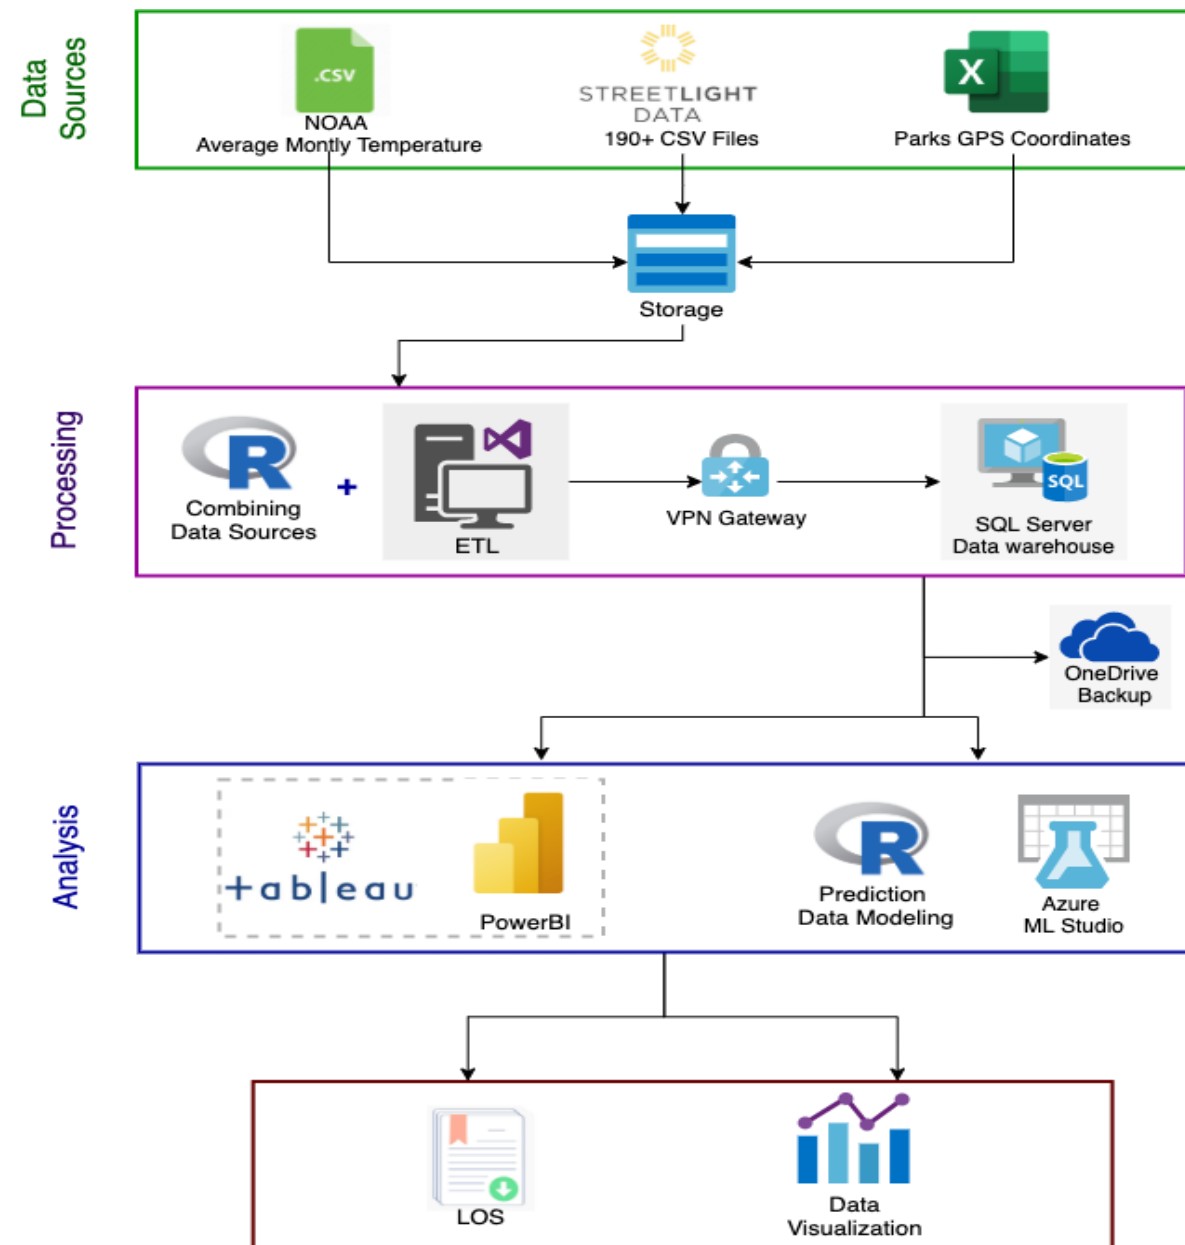 Data
Sources
.CSV
NOAA
Average Montly Temperature
STREETLIGHT
DATA
190+ CSV Files
X
Parks GPS Coordinates
Storage
Processing
R
Combining
Data Sources
+
ETL
VPN Gateway
SQL
SQL Server
Data warehouse
OneDrive
Backup
Analysis
+ableau
PowerBI
R
Prediction
Data Modeling
Azure
ML Studio
LOS
Data
Visualization